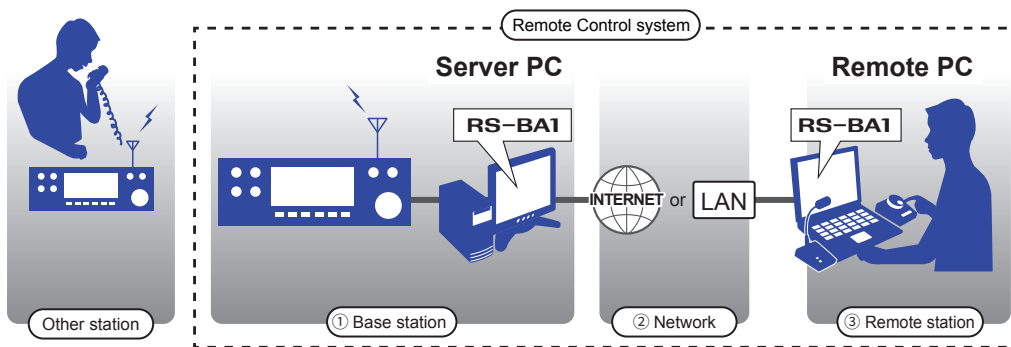 Remote Control system
Server PC
Remote PC
RS-BA1
RS-BA1
INTERNET or LAN
Other station
① Base station
② Network
③ Remote station